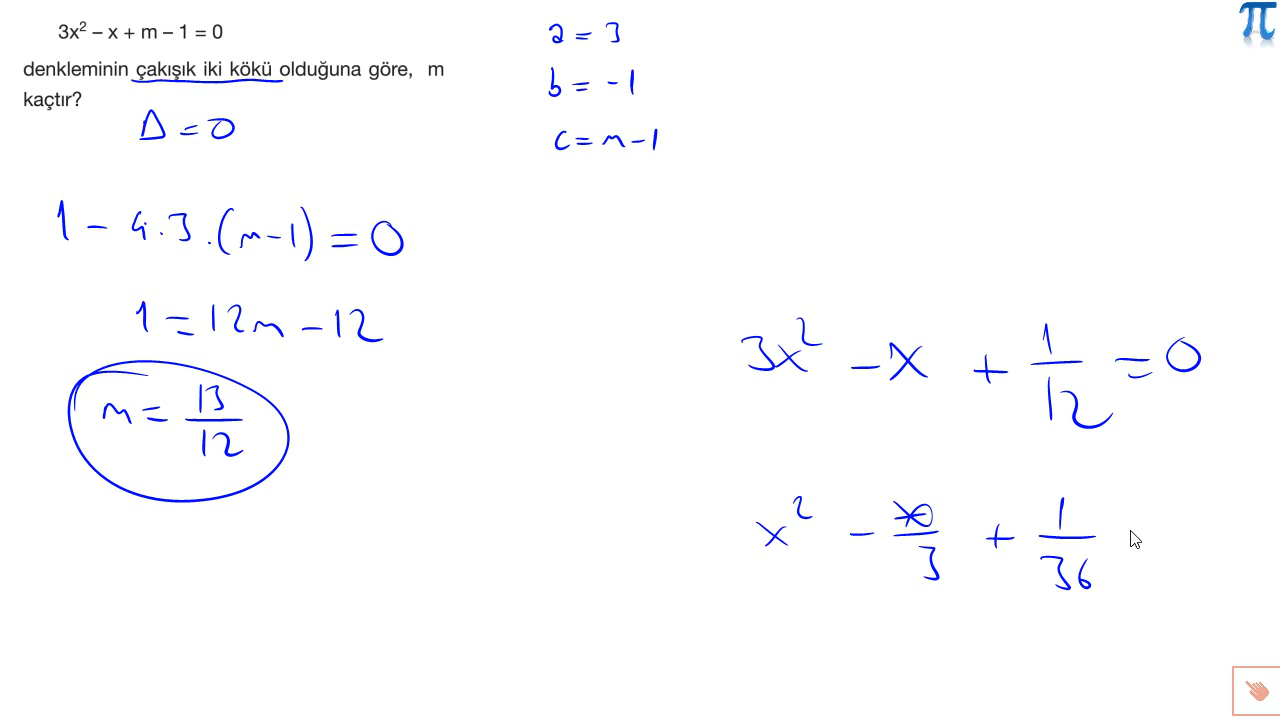 3x² – x + m – 1 = 0
denkleminin çakışık iki kökü olduğuna göre, m
kaçtır?
Δ = 0
a = 3
b = -1
c = m - 1
1 - 4.3.(m-1) = 0
1 = 12m - 12
m = 13/12
3x² - x + 1/12 = 0
x² - x/3 + 1/36
π